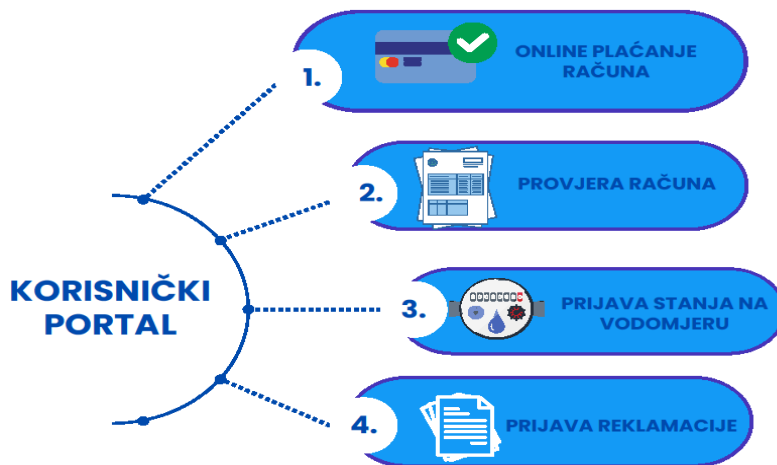 1.
ONLINE PLAĆANJE
RAČUNA
2.
PROVJERA RAČUNA
KORISNIČKI
PORTAL
3.
PRIJAVA STANJA NA
VODOMJERU
4.
PRIJAVA REKLAMACIJE